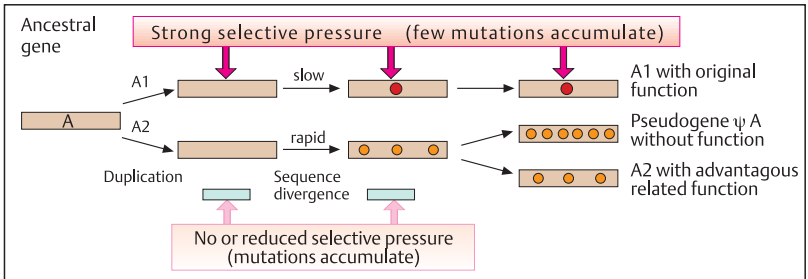 Ancestral
gene
Strong selective pressure (few mutations accumulate)
A1
slow
A1 with original
function
A
A2
rapid
Pseudogene ψ A
without function
Duplication
Sequence
divergence
A2 with advantagous
related function
No or reduced selective pressure
(mutations accumulate)